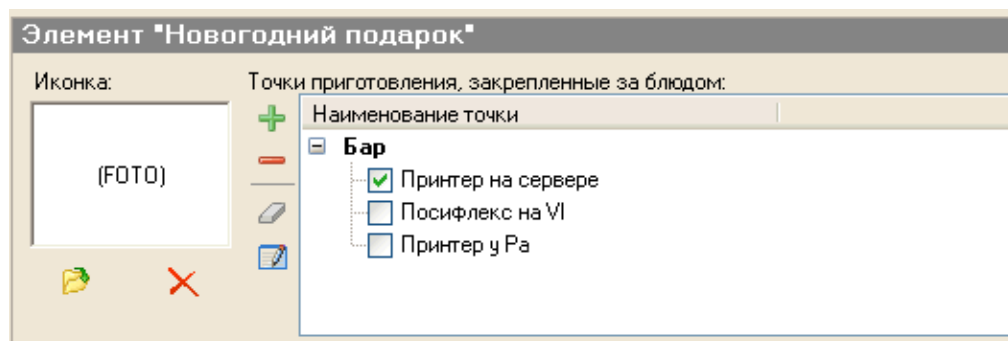 Элемент "Новогодний подарок"
Иконка:
Точки приготовления, закрепленные за блюдом:
Наименование точки
Бар
(FOTO)
Принтер на сервере
Посифлекс на VI
Принтер у Ра